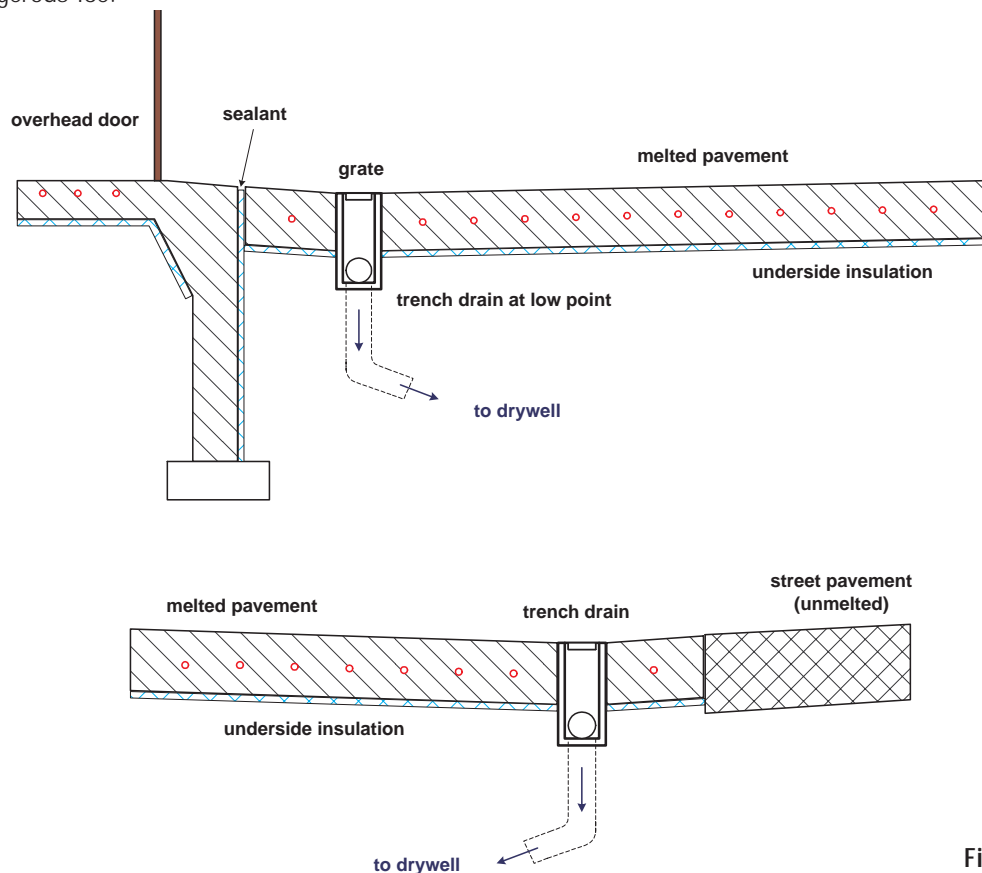 overhead door
sealant
grate
melted pavement
underside insulation
trench drain at low point
to drywell
melted pavement
trench drain
street pavement
(unmelted)
underside insulation
to drywell